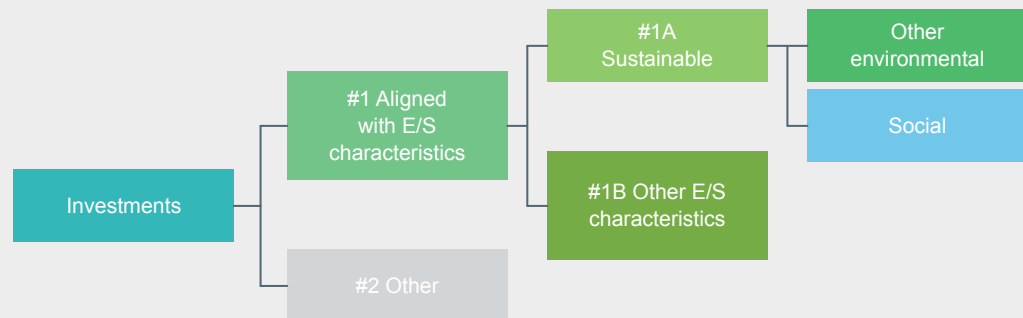 Investments
#1 Aligned
with E/S
characteristics
#2 Other
#1A
Sustainable
#1B Other E/S
characteristics
Other
environmental
Social